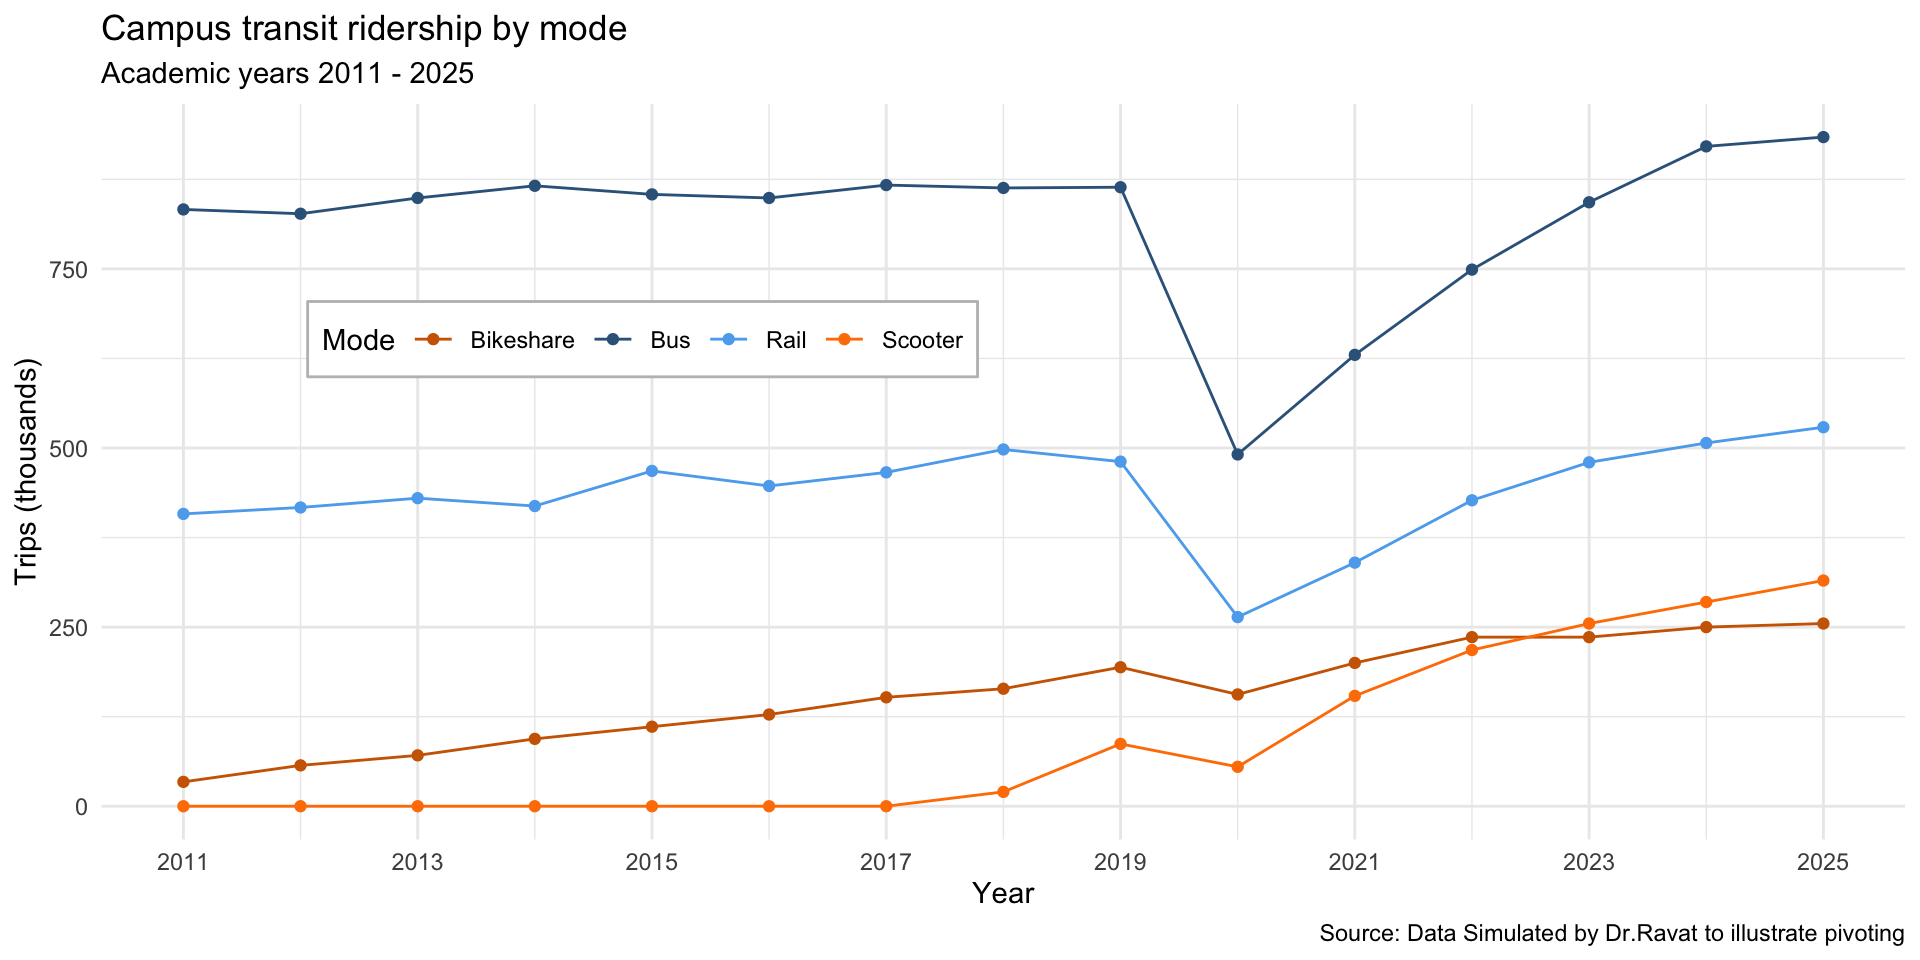 Campus transit ridership by mode
Academic years 2011 - 2025
Trips (thousands)
750
500
250
0
Mode Bikeshare Bus Rail Scooter
2011 2013 2015 2017 2019 2021 2023 2025
Year
Source: Data Simulated by Dr.Ravat to illustrate pivoting